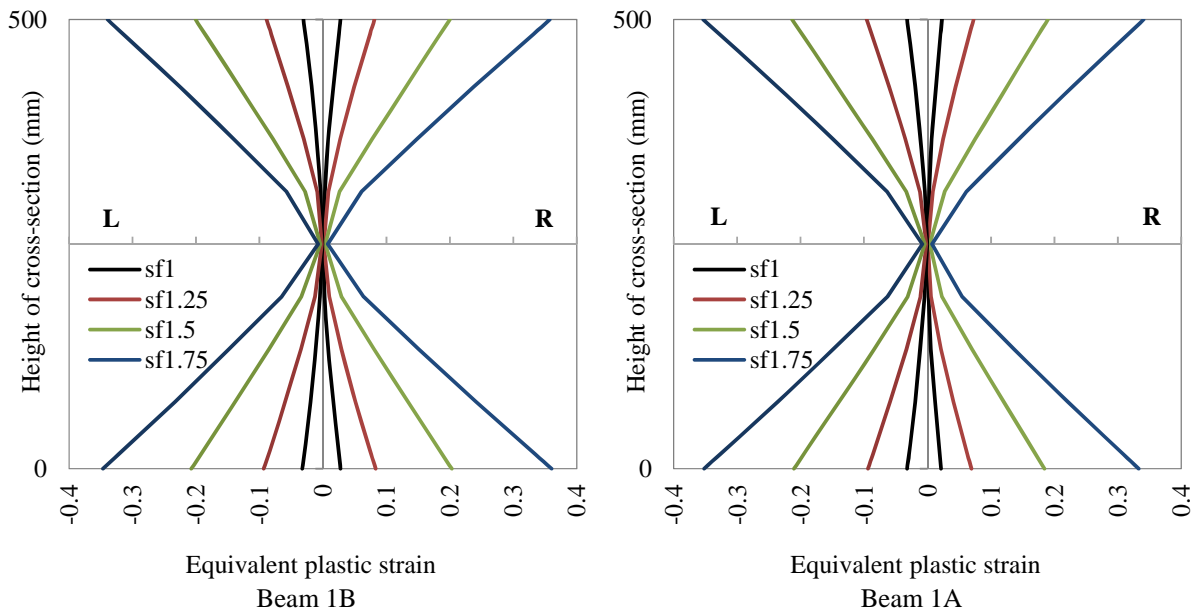 500
Height of cross-section (mm)
L
R
sf1
sf1.25
sf1.5
sf1.75
0
-0.4
-0.3
-0.2
-0.1
0
0.1
0.2
0.3
0.4
Equivalent plastic strain
Beam 1B
500
Height of cross-section (mm)
L
R
sf1
sf1.25
sf1.5
sf1.75
0
-0.4
-0.3
-0.2
-0.1
0
0.1
0.2
0.3
0.4
Equivalent plastic strain
Beam 1A